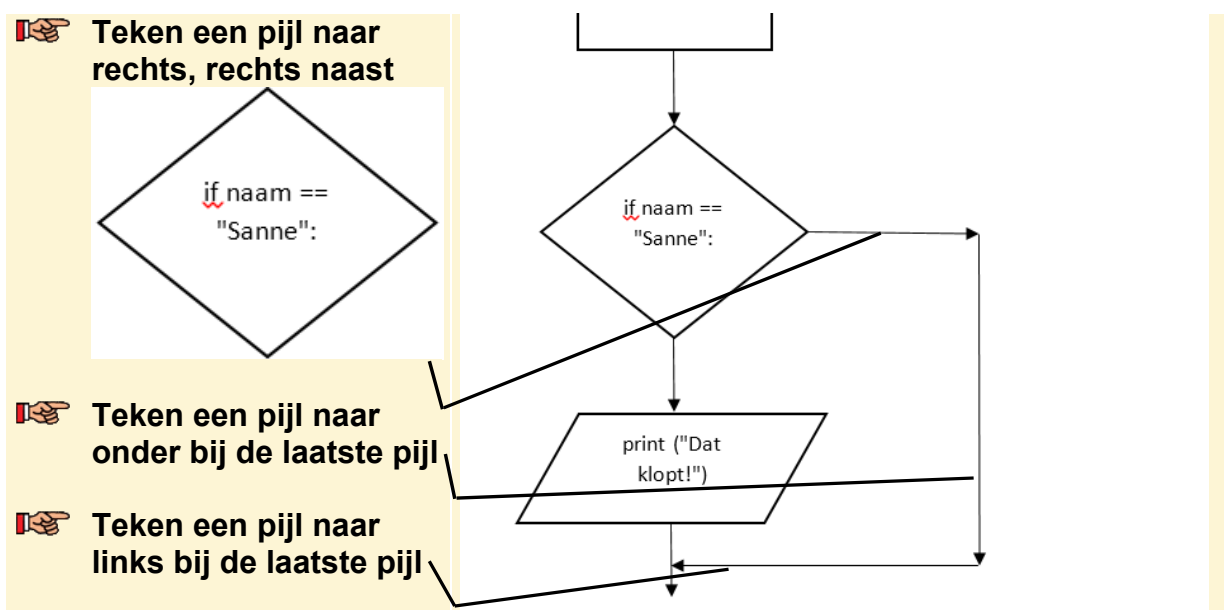 Teken een pijl naar
rechts, rechts naast
if naam ==
"Sanne":
Teken een pijl naar
onder bij de laatste pijl
Teken een pijl naar
links bij de laatste pijl
if naam ==
"Sanne":
print ("Dat
klopt!")